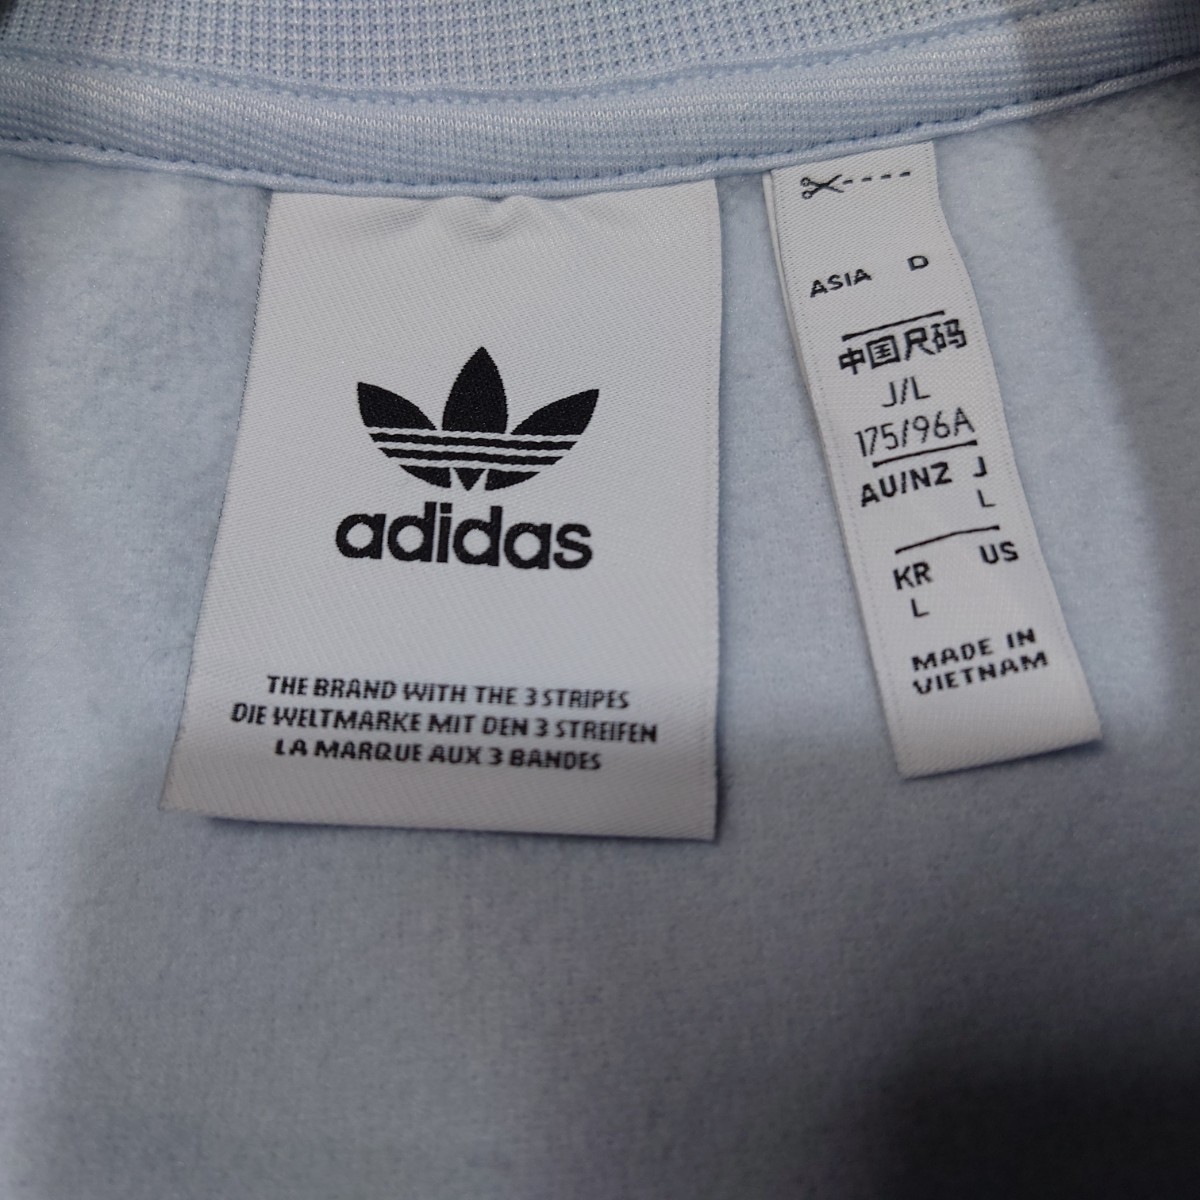 adidas
THE BRAND WITH THE 3 STRIPES
DIE WELTMARKE MIT DEN 3 STREIFEN
LA MARQUE AUX 3 BANDES
ASIA D
中国尺码
J/L
175/96A
AU/NZ J
L
KR US
L
MADE IN
VIETNAM